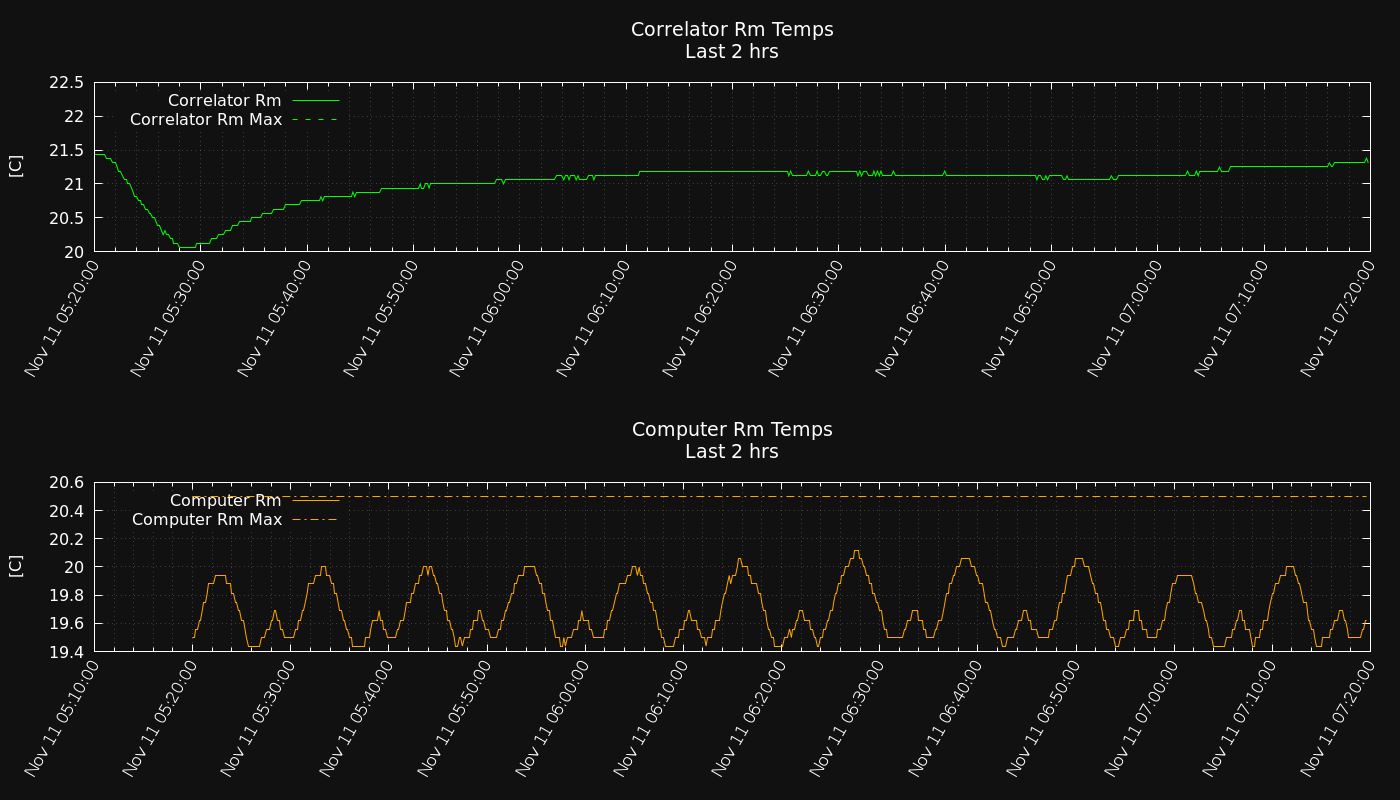 Correlator Rm Temps
Last 2 hrs
22.5
22
21.5
21
20.5
20
[C]
Correlator Rm
Correlator Rm Max
Nov 11 05:20:00
Nov 11 05:30:00
Nov 11 05:40:00
Nov 11 05:50:00
Nov 11 06:00:00
Nov 11 06:10:00
Nov 11 06:20:00
Nov 11 06:30:00
Nov 11 06:40:00
Nov 11 06:50:00
Nov 11 07:00:00
Nov 11 07:10:00
Nov 11 07:20:00
Computer Rm Temps
Last 2 hrs
20.6
20.4
20.2
20
19.8
19.6
19.4
[C]
Computer Rm
Computer Rm Max
Nov 11 05:10:00
Nov 11 05:20:00
Nov 11 05:30:00
Nov 11 05:40:00
Nov 11 05:50:00
Nov 11 06:00:00
Nov 11 06:10:00
Nov 11 06:20:00
Nov 11 06:30:00
Nov 11 06:40:00
Nov 11 06:50:00
Nov 11 07:00:00
Nov 11 07:10:00
Nov 11 07:20:00